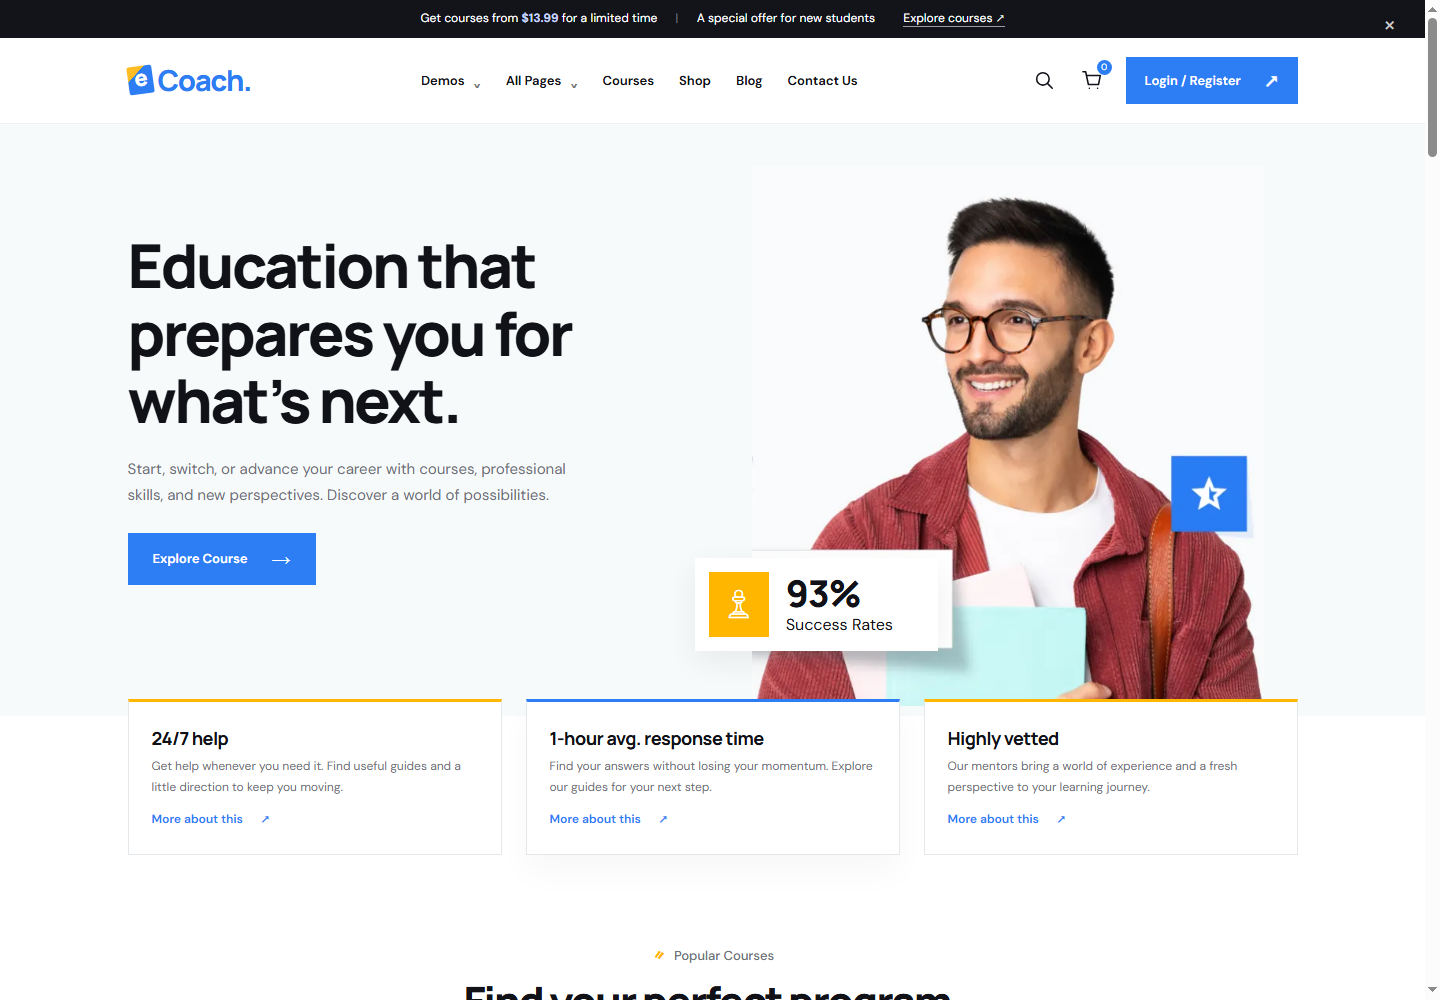 Get courses from $13.99 for a limited time | A special offer for new students Explore courses ↗
e Coach.
Demos All Pages Courses Shop Blog Contact Us
0
Login / Register ↗
Education that
prepares you for
what’s next.
Start, switch, or advance your career with courses, professional
skills, and new perspectives. Discover a world of possibilities.
Explore Course →
93%
Success Rates
24/7 help
Get help whenever you need it. Find useful guides and a
little direction to keep you moving.
More about this ↗
1-hour avg. response time
Find your answers without losing your momentum. Explore
our guides for your next step.
More about this ↗
Highly vetted
Our mentors bring a world of experience and a fresh
perspective to your learning journey.
More about this ↗
Popular Courses
Find your perfect program